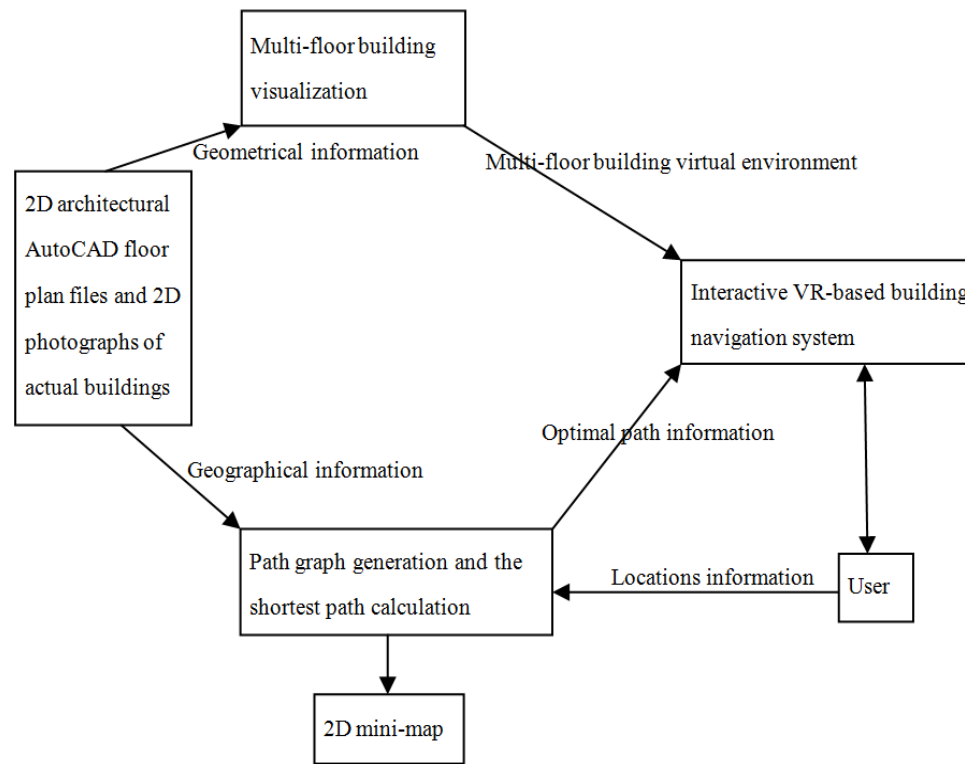 Multi-floor building
visualization
Geometrical information
Multi-floor building virtual environment
2D architectural
AutoCAD floor
plan files and 2D
photographs of
actual buildings
Interactive VR-based building
navigation system
Optimal path information
Geographical information
Path graph generation and the
shortest path calculation
Locations information
User
2D mini-map